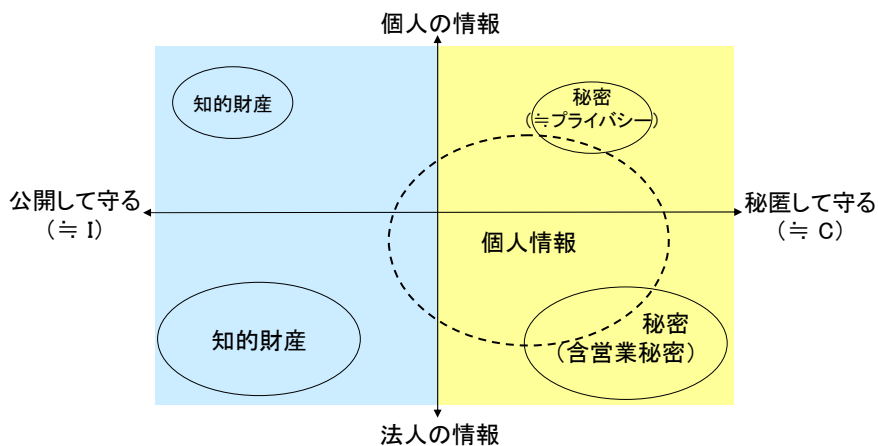 個人の情報
知的財産
秘密
(≒プライバシー)
公開して守る
(≒ I)
秘匿して守る
(≒ C)
個人情報
知的財産
秘密
(含営業秘密)
法人の情報